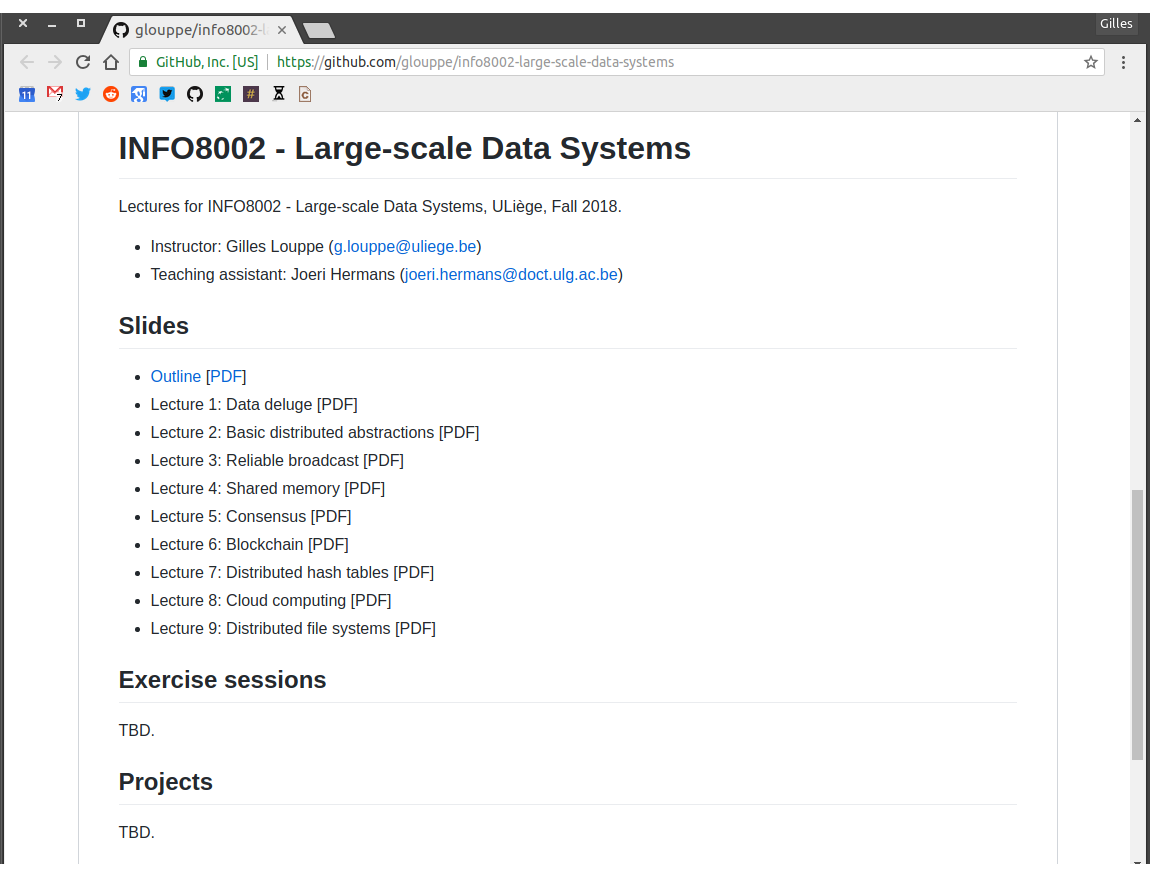 Gilles
glouppe/info8002-l
GitHub, Inc. [US] https://github.com/glouppe/info8002-large-scale-data-systems
11 7 # C
INFO8002 - Large-scale Data Systems
Lectures for INFO8002 - Large-scale Data Systems, ULiège, Fall 2018.
Instructor: Gilles Louppe (g.louppe@uliege.be)
Teaching assistant: Joeri Hermans (joeri.hermans@doct.ulg.ac.be)
Slides
Outline [PDF]
Lecture 1: Data deluge [PDF]
Lecture 2: Basic distributed abstractions [PDF]
Lecture 3: Reliable broadcast [PDF]
Lecture 4: Shared memory [PDF]
Lecture 5: Consensus [PDF]
Lecture 6: Blockchain [PDF]
Lecture 7: Distributed hash tables [PDF]
Lecture 8: Cloud computing [PDF]
Lecture 9: Distributed file systems [PDF]
Exercise sessions
TBD.
Projects
TBD.